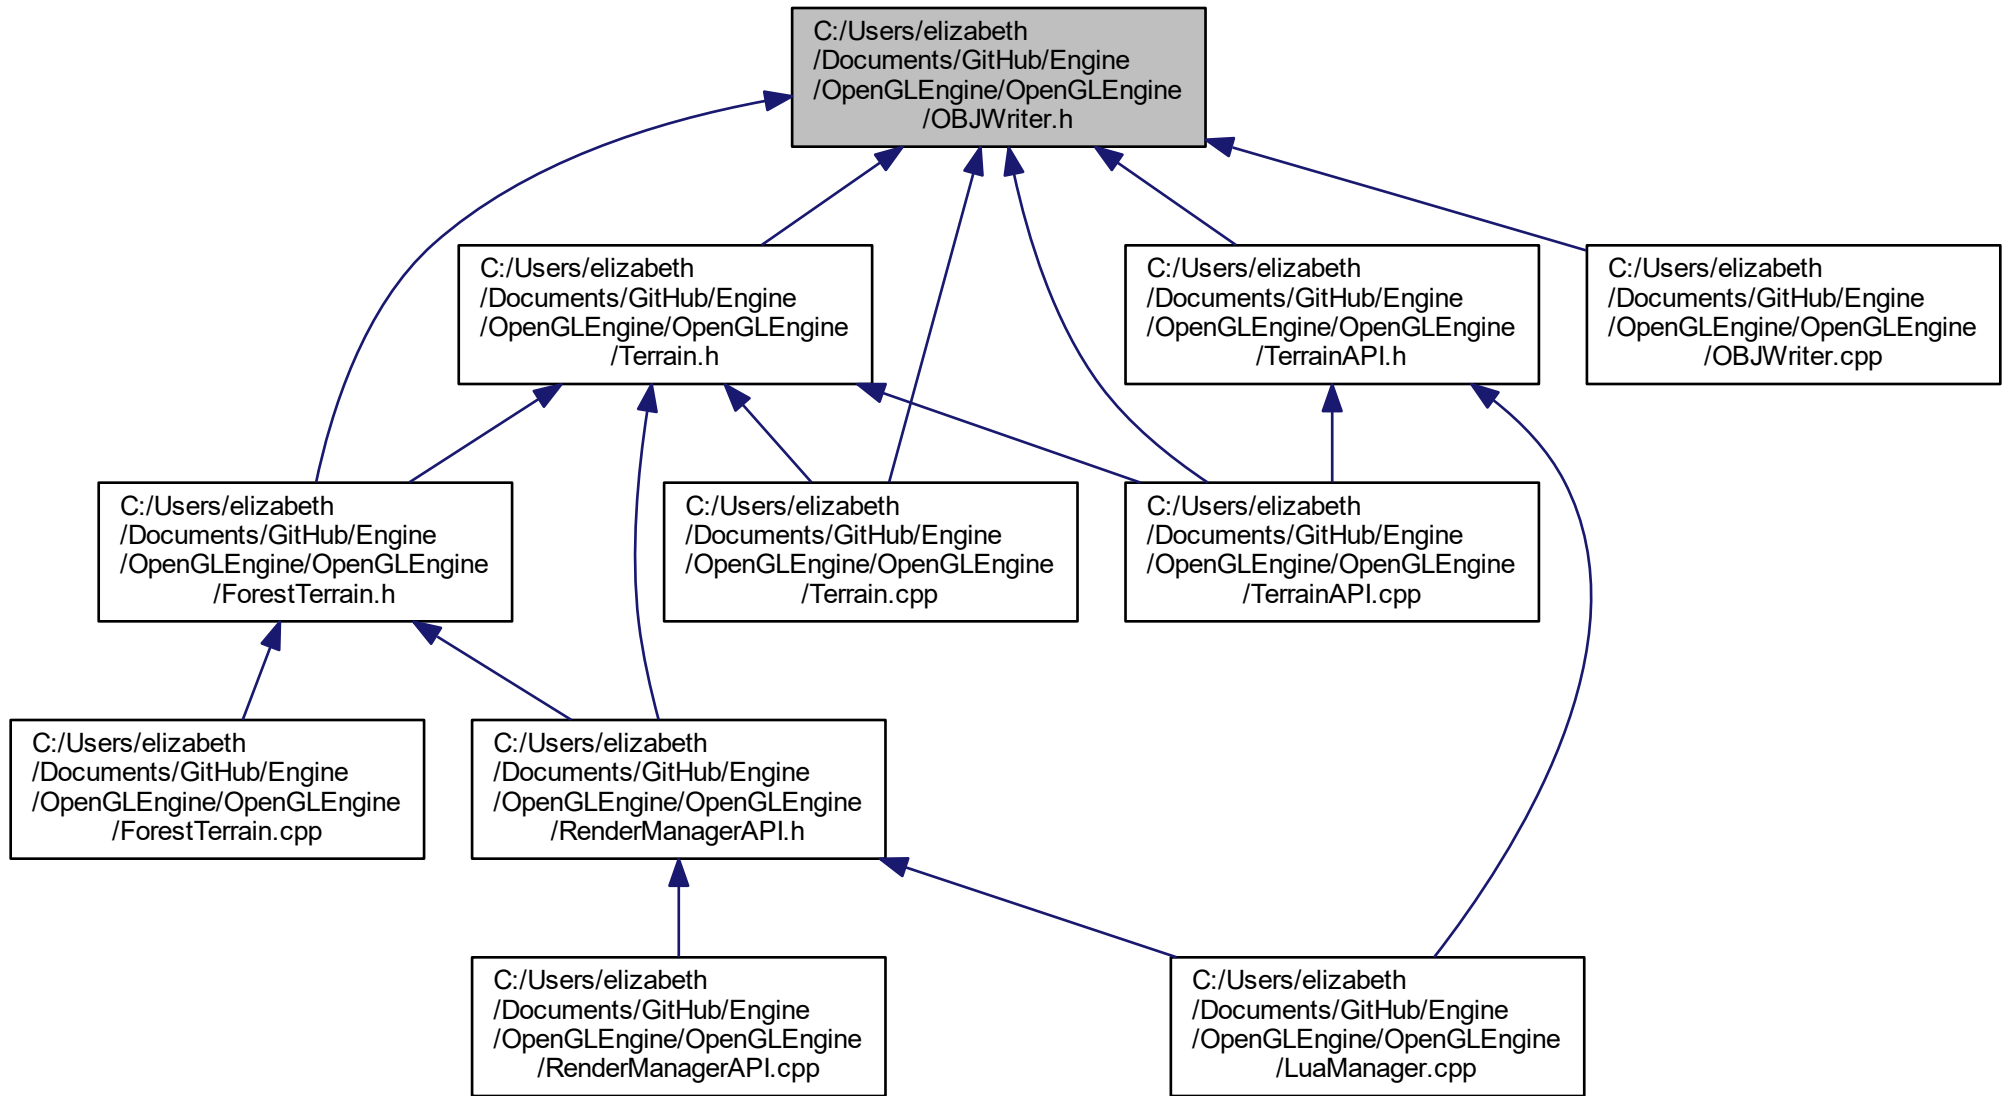 C:/Users/elizabeth
/Documents/GitHub/Engine
/OpenGLEngine/OpenGLEngine
/OBJWriter.h
C:/Users/elizabeth
/Documents/GitHub/Engine
/OpenGLEngine/OpenGLEngine
/Terrain.h
C:/Users/elizabeth
/Documents/GitHub/Engine
/OpenGLEngine/OpenGLEngine
/TerrainAPI.h
C:/Users/elizabeth
/Documents/GitHub/Engine
/OpenGLEngine/OpenGLEngine
/OBJWriter.cpp
C:/Users/elizabeth
/Documents/GitHub/Engine
/OpenGLEngine/OpenGLEngine
/ForestTerrain.h
C:/Users/elizabeth
/Documents/GitHub/Engine
/OpenGLEngine/OpenGLEngine
/Terrain.cpp
C:/Users/elizabeth
/Documents/GitHub/Engine
/OpenGLEngine/OpenGLEngine
/TerrainAPI.cpp
C:/Users/elizabeth
/Documents/GitHub/Engine
/OpenGLEngine/OpenGLEngine
/ForestTerrain.cpp
C:/Users/elizabeth
/Documents/GitHub/Engine
/OpenGLEngine/OpenGLEngine
/RenderManagerAPI.h
C:/Users/elizabeth
/Documents/GitHub/Engine
/OpenGLEngine/OpenGLEngine
/RenderManagerAPI.cpp
C:/Users/elizabeth
/Documents/GitHub/Engine
/OpenGLEngine/OpenGLEngine
/LuaManager.cpp